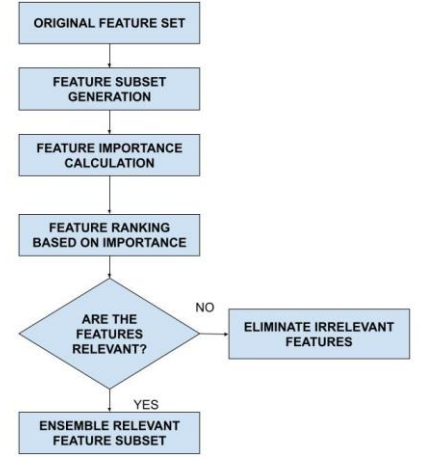 ORIGINAL FEATURE SET
FEATURE SUBSET
GENERATION
FEATURE IMPORTANCE
CALCULATION
FEATURE RANKING
BASED ON IMPORTANCE
ARE THE
FEATURES
RELEVANT?
NO
ELIMINATE IRRELEVANT
FEATURES
YES
ENSEMBLE RELEVANT
FEATURE SUBSET